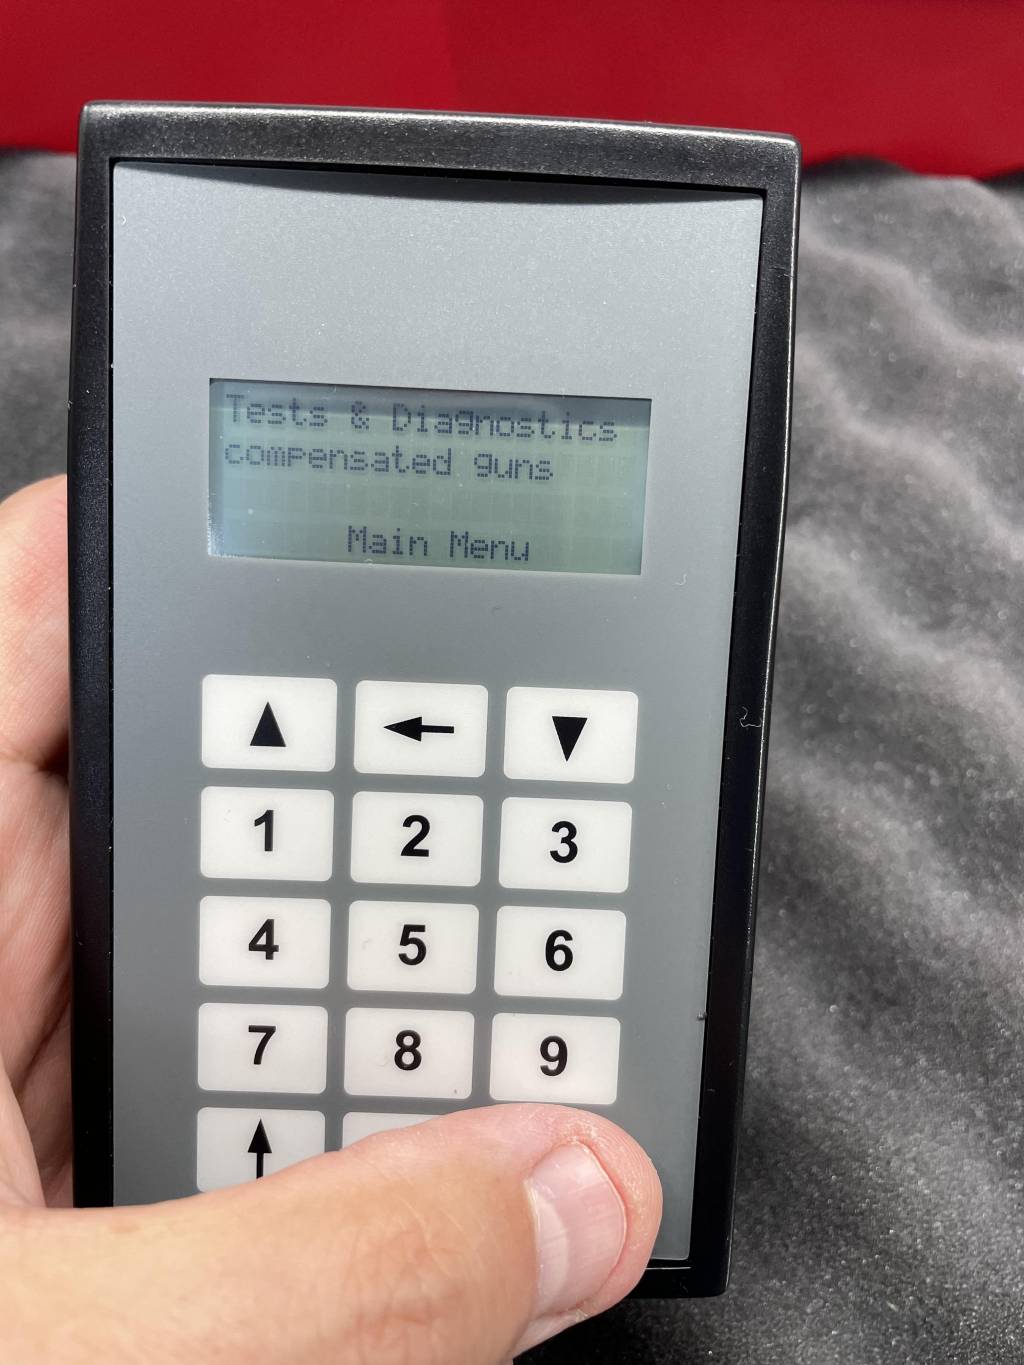 Tests & Diagnostics
compensated guns
Main Menu
1 2 3
4 5 6
7 8 9